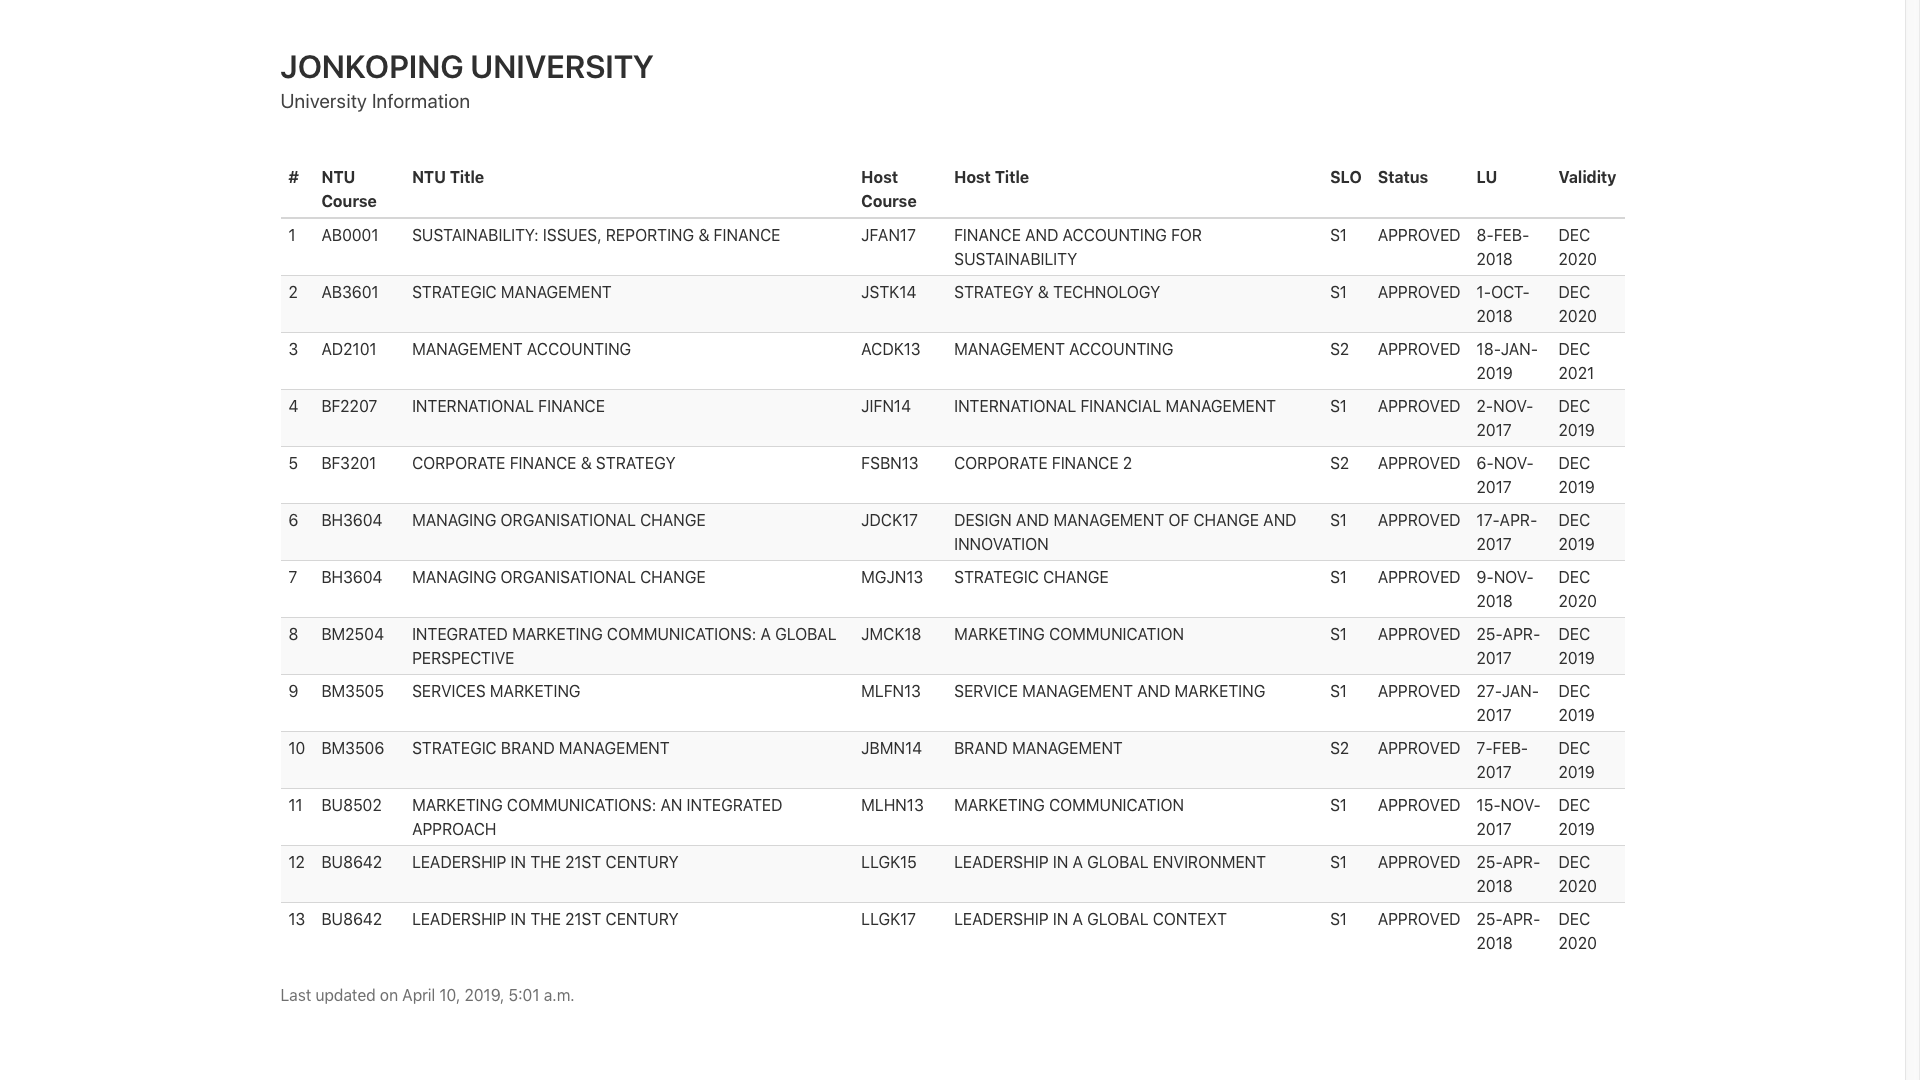 JONKOPING UNIVERSITY
University Information
# NTU Course NTU Title Host Course Host Title SLO Status LU Validity
1 AB0001 SUSTAINABILITY: ISSUES, REPORTING & FINANCE JFAN17 FINANCE AND ACCOUNTING FOR SUSTAINABILITY S1 APPROVED 8-FEB-2018 DEC 2020
2 AB3601 STRATEGIC MANAGEMENT JSTK14 STRATEGY & TECHNOLOGY S1 APPROVED 1-OCT-2018 DEC 2020
3 AD2101 MANAGEMENT ACCOUNTING ACDK13 MANAGEMENT ACCOUNTING S2 APPROVED 18-JAN-2019 DEC 2021
4 BF2207 INTERNATIONAL FINANCE JIFN14 INTERNATIONAL FINANCIAL MANAGEMENT S1 APPROVED 2-NOV-2017 DEC 2019
5 BF3201 CORPORATE FINANCE & STRATEGY FSBN13 CORPORATE FINANCE 2 S2 APPROVED 6-NOV-2017 DEC 2019
6 BH3604 MANAGING ORGANISATIONAL CHANGE JDCK17 DESIGN AND MANAGEMENT OF CHANGE AND INNOVATION S1 APPROVED 17-APR-2017 DEC 2019
7 BH3604 MANAGING ORGANISATIONAL CHANGE MGJN13 STRATEGIC CHANGE S1 APPROVED 9-NOV-2018 DEC 2020
8 BM2504 INTEGRATED MARKETING COMMUNICATIONS: A GLOBAL PERSPECTIVE JMCK18 MARKETING COMMUNICATION S1 APPROVED 25-APR-2017 DEC 2019
9 BM3505 SERVICES MARKETING MLFN13 SERVICE MANAGEMENT AND MARKETING S1 APPROVED 27-JAN-2017 DEC 2019
10 BM3506 STRATEGIC BRAND MANAGEMENT JBMN14 BRAND MANAGEMENT S2 APPROVED 7-FEB-2017 DEC 2019
11 BU8502 MARKETING COMMUNICATIONS: AN INTEGRATED APPROACH MLHN13 MARKETING COMMUNICATION S1 APPROVED 15-NOV-2017 DEC 2019
12 BU8642 LEADERSHIP IN THE 21ST CENTURY LLGK15 LEADERSHIP IN A GLOBAL ENVIRONMENT S1 APPROVED 25-APR-2018 DEC 2020
13 BU8642 LEADERSHIP IN THE 21ST CENTURY LLGK17 LEADERSHIP IN A GLOBAL CONTEXT S1 APPROVED 25-APR-2018 DEC 2020
Last updated on April 10, 2019, 5:01 a.m.